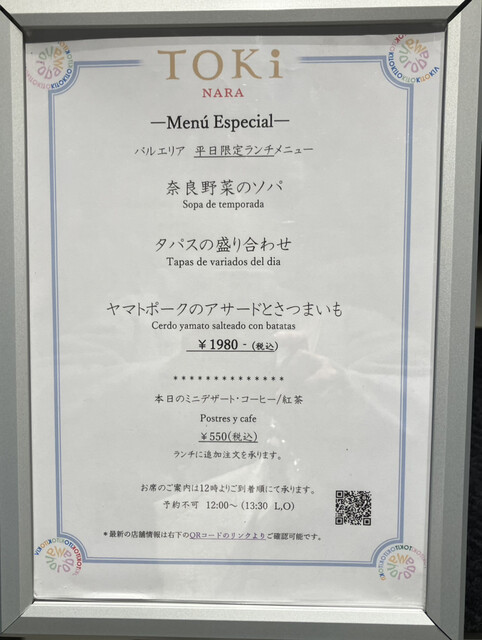 TOKi
NARA
—Menú Especial—
バルエリア 平日限定ランチメニュー
奈良野菜のソパ
Sopa de temporada
タパスの盛り合わせ
Tapas de variados del dia
ヤマトポークのアサードとさつまいも
Cerdo yamato salteado con batatas
￥1980 - (税込)
**************
本日のミニデザート・コーヒー/紅茶
Postres y cafe
￥550(税込)
ランチに追加注文を承ります。
お席のご案内は12時よりご到着順にて承ります。
予約不可 12:00～ (13:30 L,O)
*最新の店舗情報は右下のQRコードのリンクよりご確認可能です。